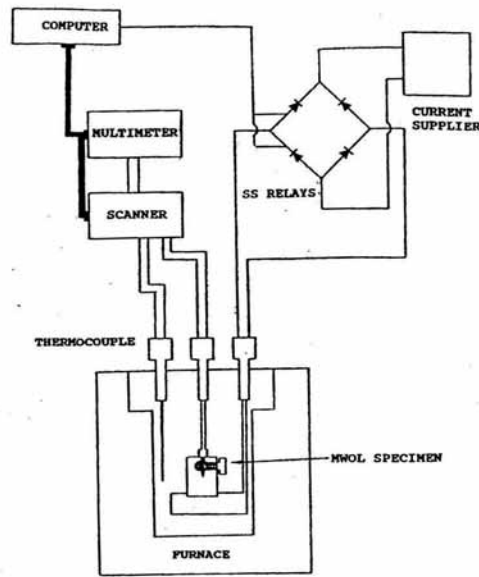 COMPUTER
MULTIMETER
SCANNER
SS RELAYS
CURRENT
SUPPLIER
THERMOCOUPLE
MWOL SPECIMEN
FURNACE